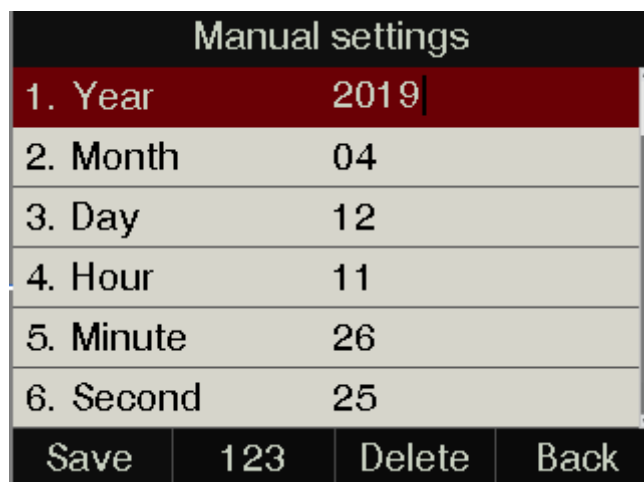 Manual settings
1. Year 2019
2. Month 04
3. Day 12
4. Hour 11
5. Minute 26
6. Second 25
Save 123 Delete Back